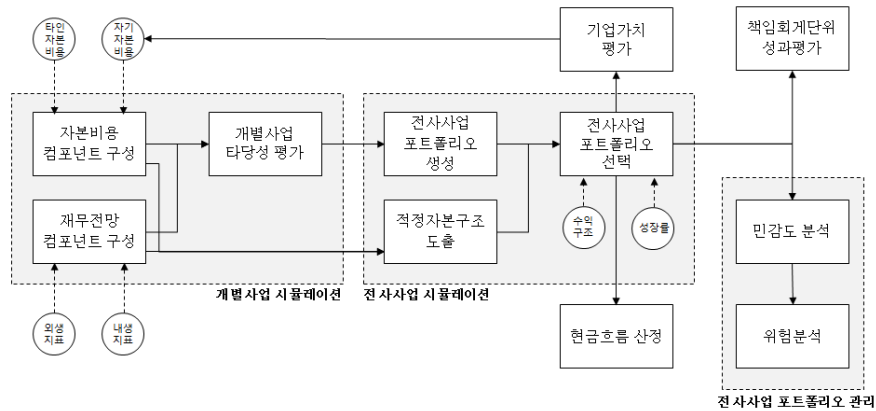 타인
자본
비용
자기
자본
비용
기업가치
평가
책임회계단위
성과평가
자본비용
컴포넌트 구성
개별사업
타당성 평가
전사사업
포트폴리오
생성
전사사업
포트폴리오
선택
재무전망
컴포넌트 구성
적정자본구조
도출
수익
구조
성장률
민감도 분석
개별사업 시뮬레이션
전사사업 시뮬레이션
외생
지표
내생
지표
현금흐름 산정
위험분석
전사사업 포트폴리오 관리